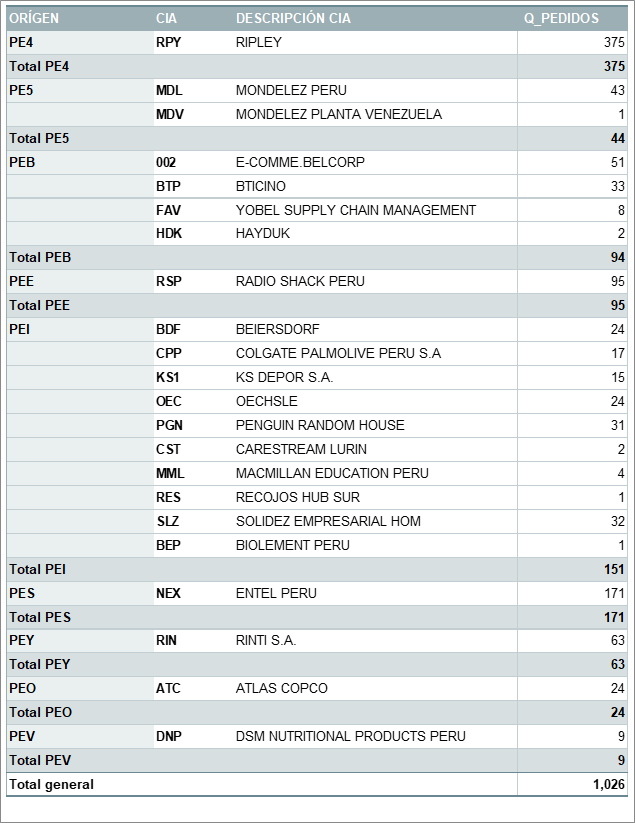 ORÍGEN CIA DESCRIPCIÓN CIA Q_PEDIDOS
PE4 RPY RIPLEY 375
Total PE4 375
PE5 MDL MONDELEZ PERU 43
MDV MONDELEZ PLANTA VENEZUELA 1
Total PE5 44
PEB 002 E-COMME.BELCORP 51
BTP BTICINO 33
FAV YOBEL SUPPLY CHAIN MANAGEMENT 8
HDK HAYDUK 2
Total PEB 94
PEE RSP RADIO SHACK PERU 95
Total PEE 95
PEI BDF BEIERSDORF 24
CPP COLGATE PALMOLIVE PERU S.A 17
KS1 KS DEPOR S.A. 15
OEC OECHSLE 24
PGN PENGUIN RANDOM HOUSE 31
CST CARESTREAM LURIN 2
MML MACMILLAN EDUCATION PERU 4
RES RECOJOS HUB SUR 1
SLZ SOLIDEZ EMPRESARIAL HOM 32
BEP BIOLEMENT PERU 1
Total PEI 151
PES NEX ENTEL PERU 171
Total PES 171
PEY RIN RINTI S.A. 63
Total PEY 63
PEO ATC ATLAS COPCO 24
Total PEO 24
PEV DNP DSM NUTRITIONAL PRODUCTS PERU 9
Total PEV 9
Total general 1,026